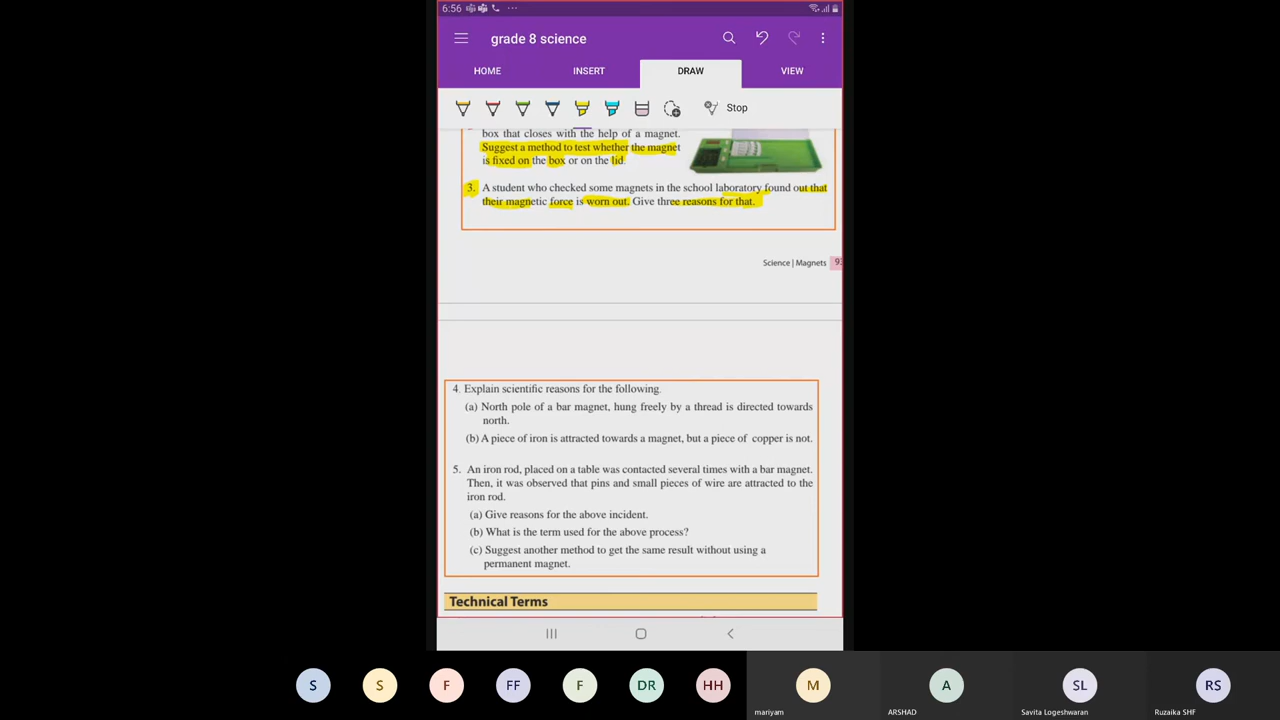 6:56
grade 8 science
HOME INSERT DRAW VIEW
Stop
box that closes with the help of a magnet.
Suggest a method to test whether the magnet
is fixed on the box or on the lid.
3. A student who checked some magnets in the school laboratory found out that
their magnetic force is worn out. Give three reasons for that.
Science | Magnets 93
4. Explain scientific reasons for the following.
(a) North pole of a bar magnet, hung freely by a thread is directed towards
north.
(b) A piece of iron is attracted towards a magnet, but a piece of copper is not.
5. An iron rod, placed on a table was contacted several times with a bar magnet.
Then, it was observed that pins and small pieces of wire are attracted to the
iron rod.
(a) Give reasons for the above incident.
(b) What is the term used for the above process?
(c) Suggest another method to get the same result without using a
permanent magnet.
Technical Terms
S S F FF F DR HH M A SL RS
mariyam ARSHAD Savita Logeshwaran Ruzaika SHF